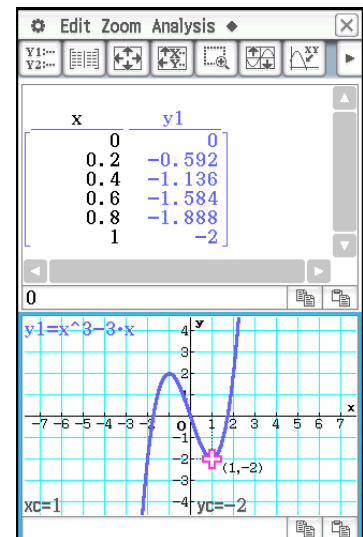 Edit Zoom Analysis ◆
Y1:… Y2:…
x y1
0 0
0.2 -0.592
0.4 -1.136
0.6 -1.584
0.8 -1.888
1 -2
0
y1=x^3-3·x
y
4
3
2
1
-7 -6 -5 -4 -3 -2 0 1 2 3 4 5 6 7 x
-1
-2
(1,-2)
-3
-4
xc=1 yc=-2